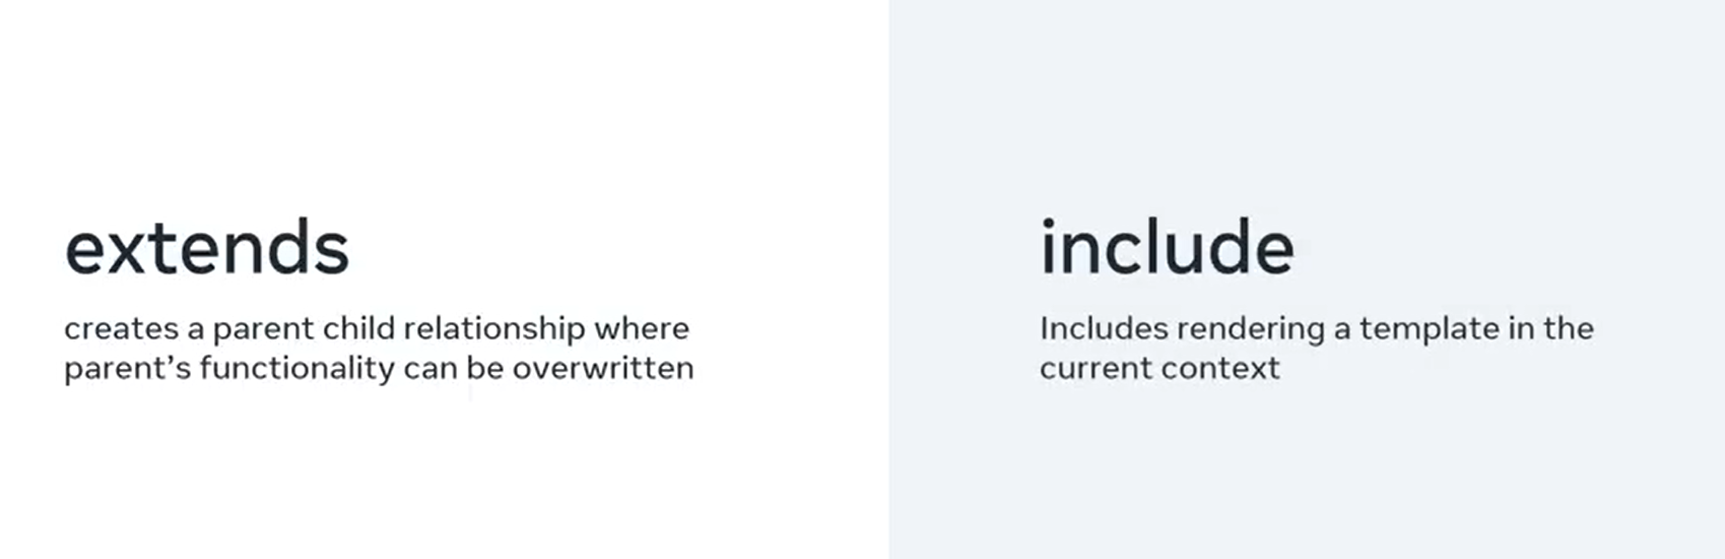 extends
creates a parent child relationship where
parent’s functionality can be overwritten
include
Includes rendering a template in the
current context